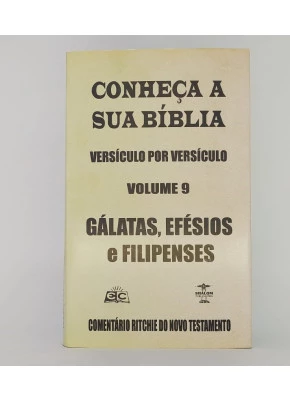 CONHEÇA A
SUA BÍBLIA
VERSÍCULO POR VERSÍCULO
VOLUME 9
GÁLATAS, EFÉSIOS
e FILIPENSES
COMENTÁRIO RITCHIE DO NOVO TESTAMENTO